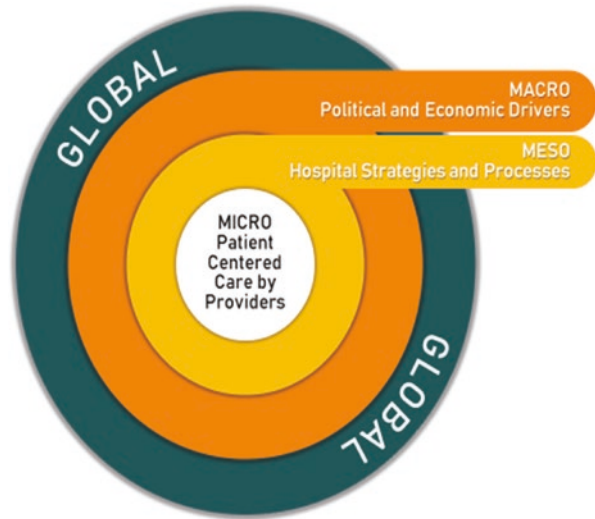 GLOBAL
MACRO
Political and Economic Drivers
MESO
Hospital Strategies and Processes
MICRO
Patient
Centered
Care by
Providers
GLOBAL